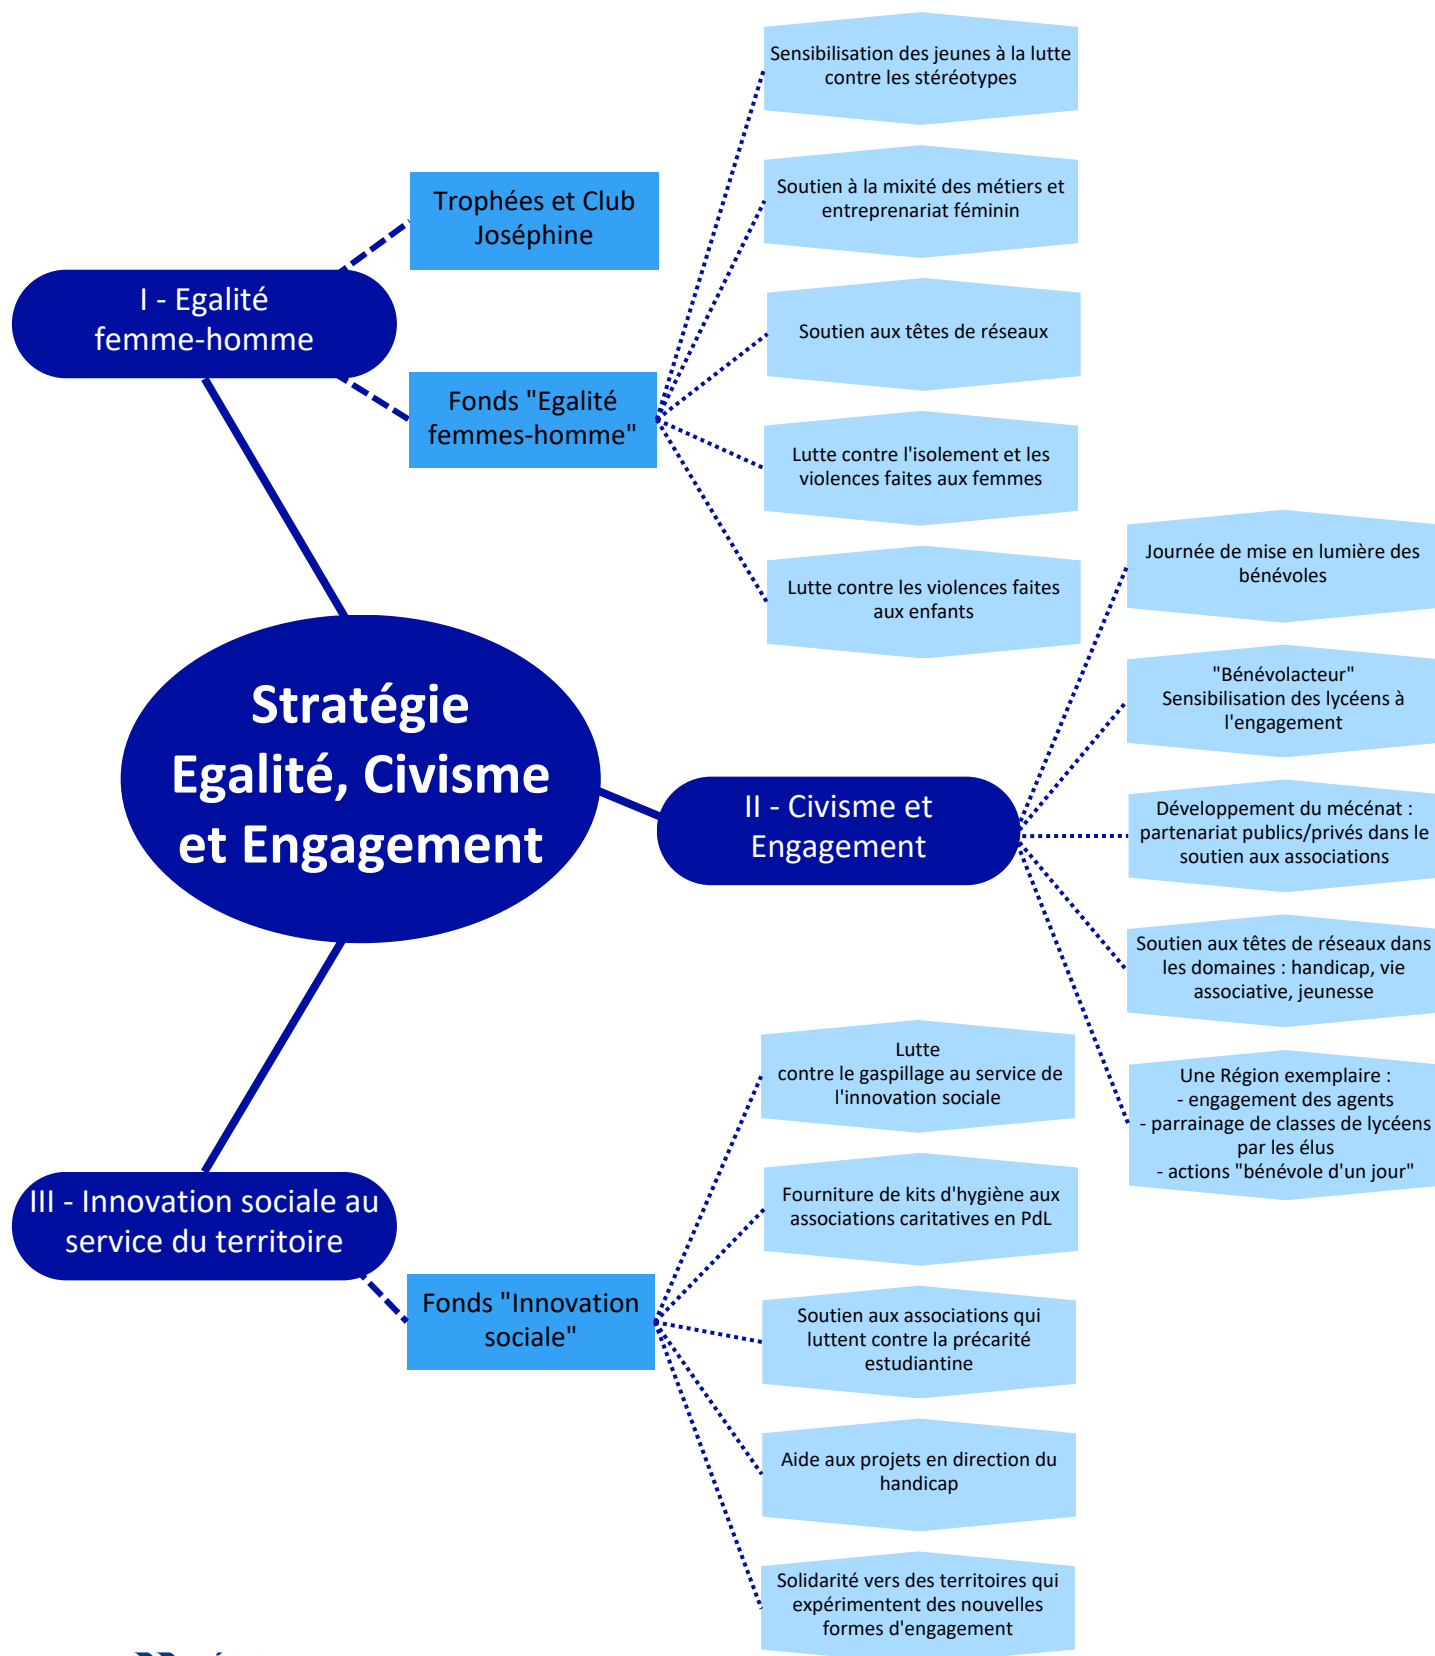 Sensibilisation des jeunes à la lutte
contre les stéréotypes
Trophées et Club
Joséphine
Soutien à la mixité des métiers et
entreprenariat féminin
I - Egalité
femme-homme
Soutien aux têtes de réseaux
Fonds "Egalité
femmes-homme"
Lutte contre l'isolement et les
violences faites aux femmes
Lutte contre les violences faites
aux enfants
Stratégie
Egalité, Civisme
et Engagement
II - Civisme et
Engagement
Journée de mise en lumière des
bénévoles
"Bénévolacteur"
Sensibilisation des lycéens à
l'engagement
Développement du mécénat :
partenariat publics/privés dans le
soutien aux associations
Soutien aux têtes de réseaux dans
les domaines : handicap, vie
associative, jeunesse
Une Région exemplaire :
- engagement des agents
- parrainage de classes de lycéens
par les élus
- actions "bénévole d'un jour"
III - Innovation sociale au
service du territoire
Fonds "Innovation
sociale"
Lutte
contre le gaspillage au service de
l'innovation sociale
Fourniture de kits d'hygiène aux
associations caritatives en PdL
Soutien aux associations qui
luttent contre la précarité
estudiantine
Aide aux projets en direction du
handicap
Solidarité vers des territoires qui
expérimentent des nouvelles
formes d'engagement